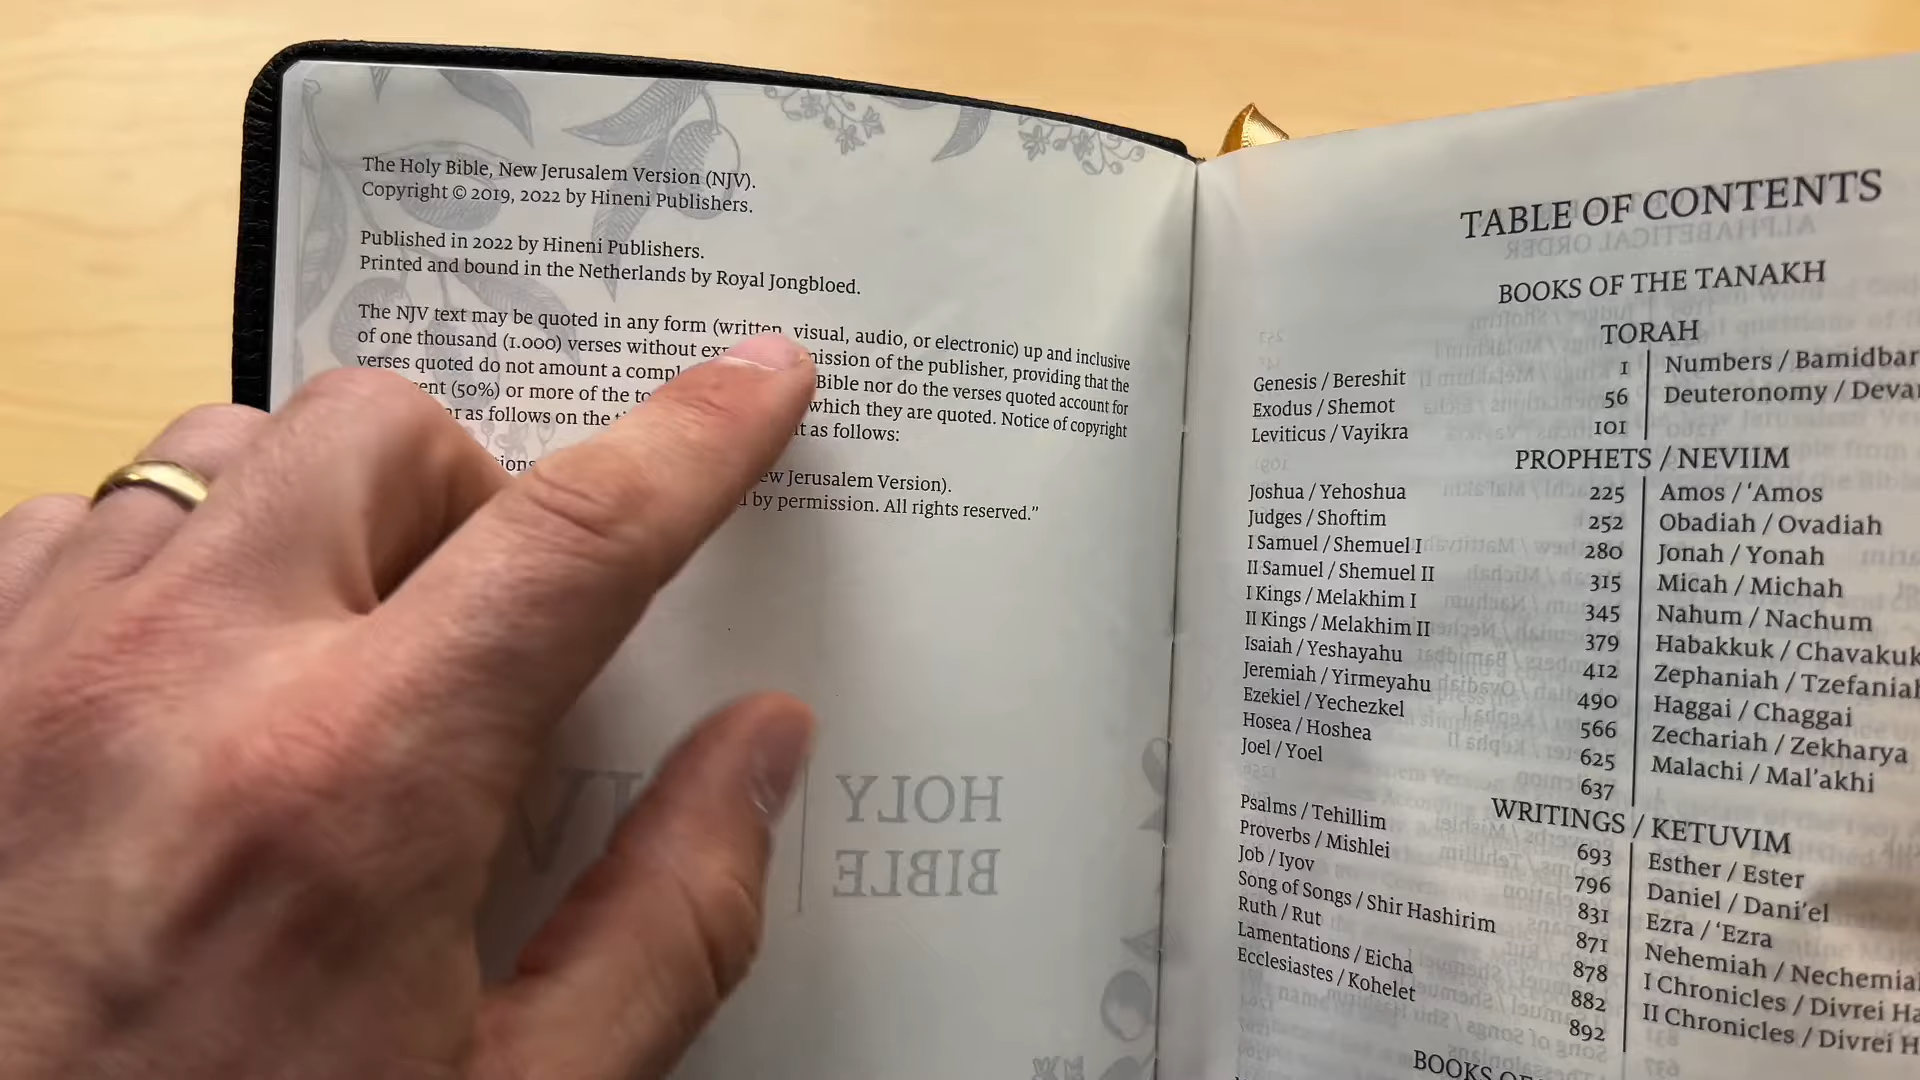 The Holy Bible, New Jerusalem Version (NJV).
Copyright © 2019, 2022 by Hineni Publishers.
Published in 2022 by Hineni Publishers.
Printed and bound in the Netherlands by Royal Jongbloed.
The NJV text may be quoted in any form (written, visual, audio, or electronic) up and inclusive
of one thousand (1.000) verses without of the publisher, providing that the
verses quoted do not amount a Bible nor do the verses quoted account for
(50%) or more of the which they are quoted. Notice of copyright
as follows on the as follows:
Jerusalem Version).
by permission. All rights reserved.”
HOLY
BIBLE
TABLE OF CONTENTS
ALPHABETICAL ORDER
BOOKS OF THE TANAKH
TORAH
Genesis / Bereshit 1
Exodus / Shemot 56
Leviticus / Vayikra 101
Numbers / Bamidbar
Deuteronomy /
PROPHETS / NEVIIM
Joshua / Yehoshua 225
Judges / Shoftim 252
I Samuel / Shemuel I 280
II Samuel / Shemuel II 315
I Kings / Melakhim I 345
II Kings / Melakhim II 379
Isaiah / Yeshayahu 412
Jeremiah / Yirmeyahu 490
Ezekiel / Yechezkel 566
Hosea / Hoshea 625
Joel / Yoel 637
Amos / ‘Amos
Obadiah / Ovadiah
Jonah / Yonah
Micah / Michah
Nahum / Nachum
Habakkuk / Chavakuk
Zephaniah / Tzefaniah
Haggai / Chaggai
Zechariah / Zekharya
Malachi / Mal’akhi
WRITINGS / KETUVIM
Psalms / Tehillim 693
Proverbs / Mishlei 796
Job / Iyov 831
Song of Songs / Shir Hashirim 871
Ruth / Rut 878
Lamentations / Eicha 882
Ecclesiastes / Kohelet 892
Esther / Ester
Daniel / Dani’el
Ezra / ‘Ezra
Nehemiah /
I Chronicles / Divrei
II Chronicles / Divrei
BOOKS